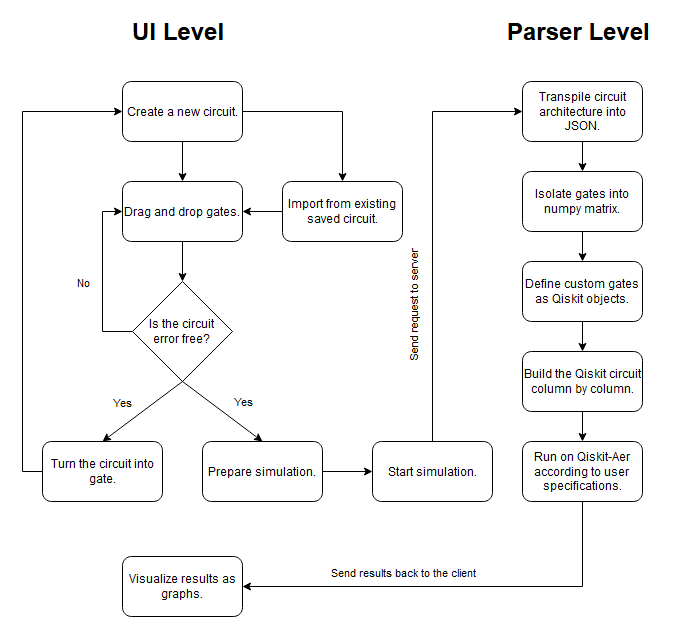 UI Level
Parser Level
Create a new circuit.
Drag and drop gates.
Import from existing
saved circuit.
No
Is the circuit
error free?
Yes
Yes
Turn the circuit into
gate.
Prepare simulation.
Start simulation.
Send request to server
Transpile circuit
architecture into
JSON.
Isolate gates into
numpy matrix.
Define custom gates
as Qiskit objects.
Build the Qiskit circuit
column by column.
Run on Qiskit-Aer
according to user
specifications.
Send results back to the client
Visualize results as
graphs.